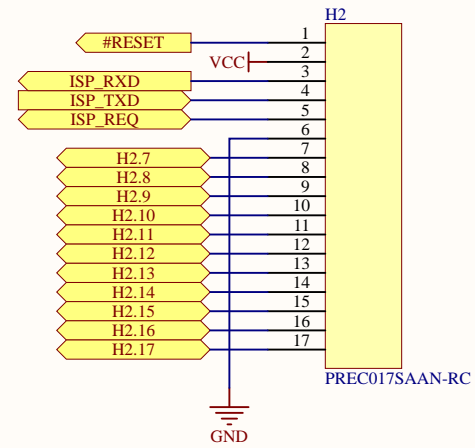 H2
#RESET 1
VCC 2
ISP_RXD 3
ISP_TXD 4
ISP_REQ 5
6
H2.7 7
H2.8 8
H2.9 9
H2.10 10
H2.11 11
H2.12 12
H2.13 13
H2.14 14
H2.15 15
H2.16 16
H2.17 17
PREC017SAAN-RC
GND